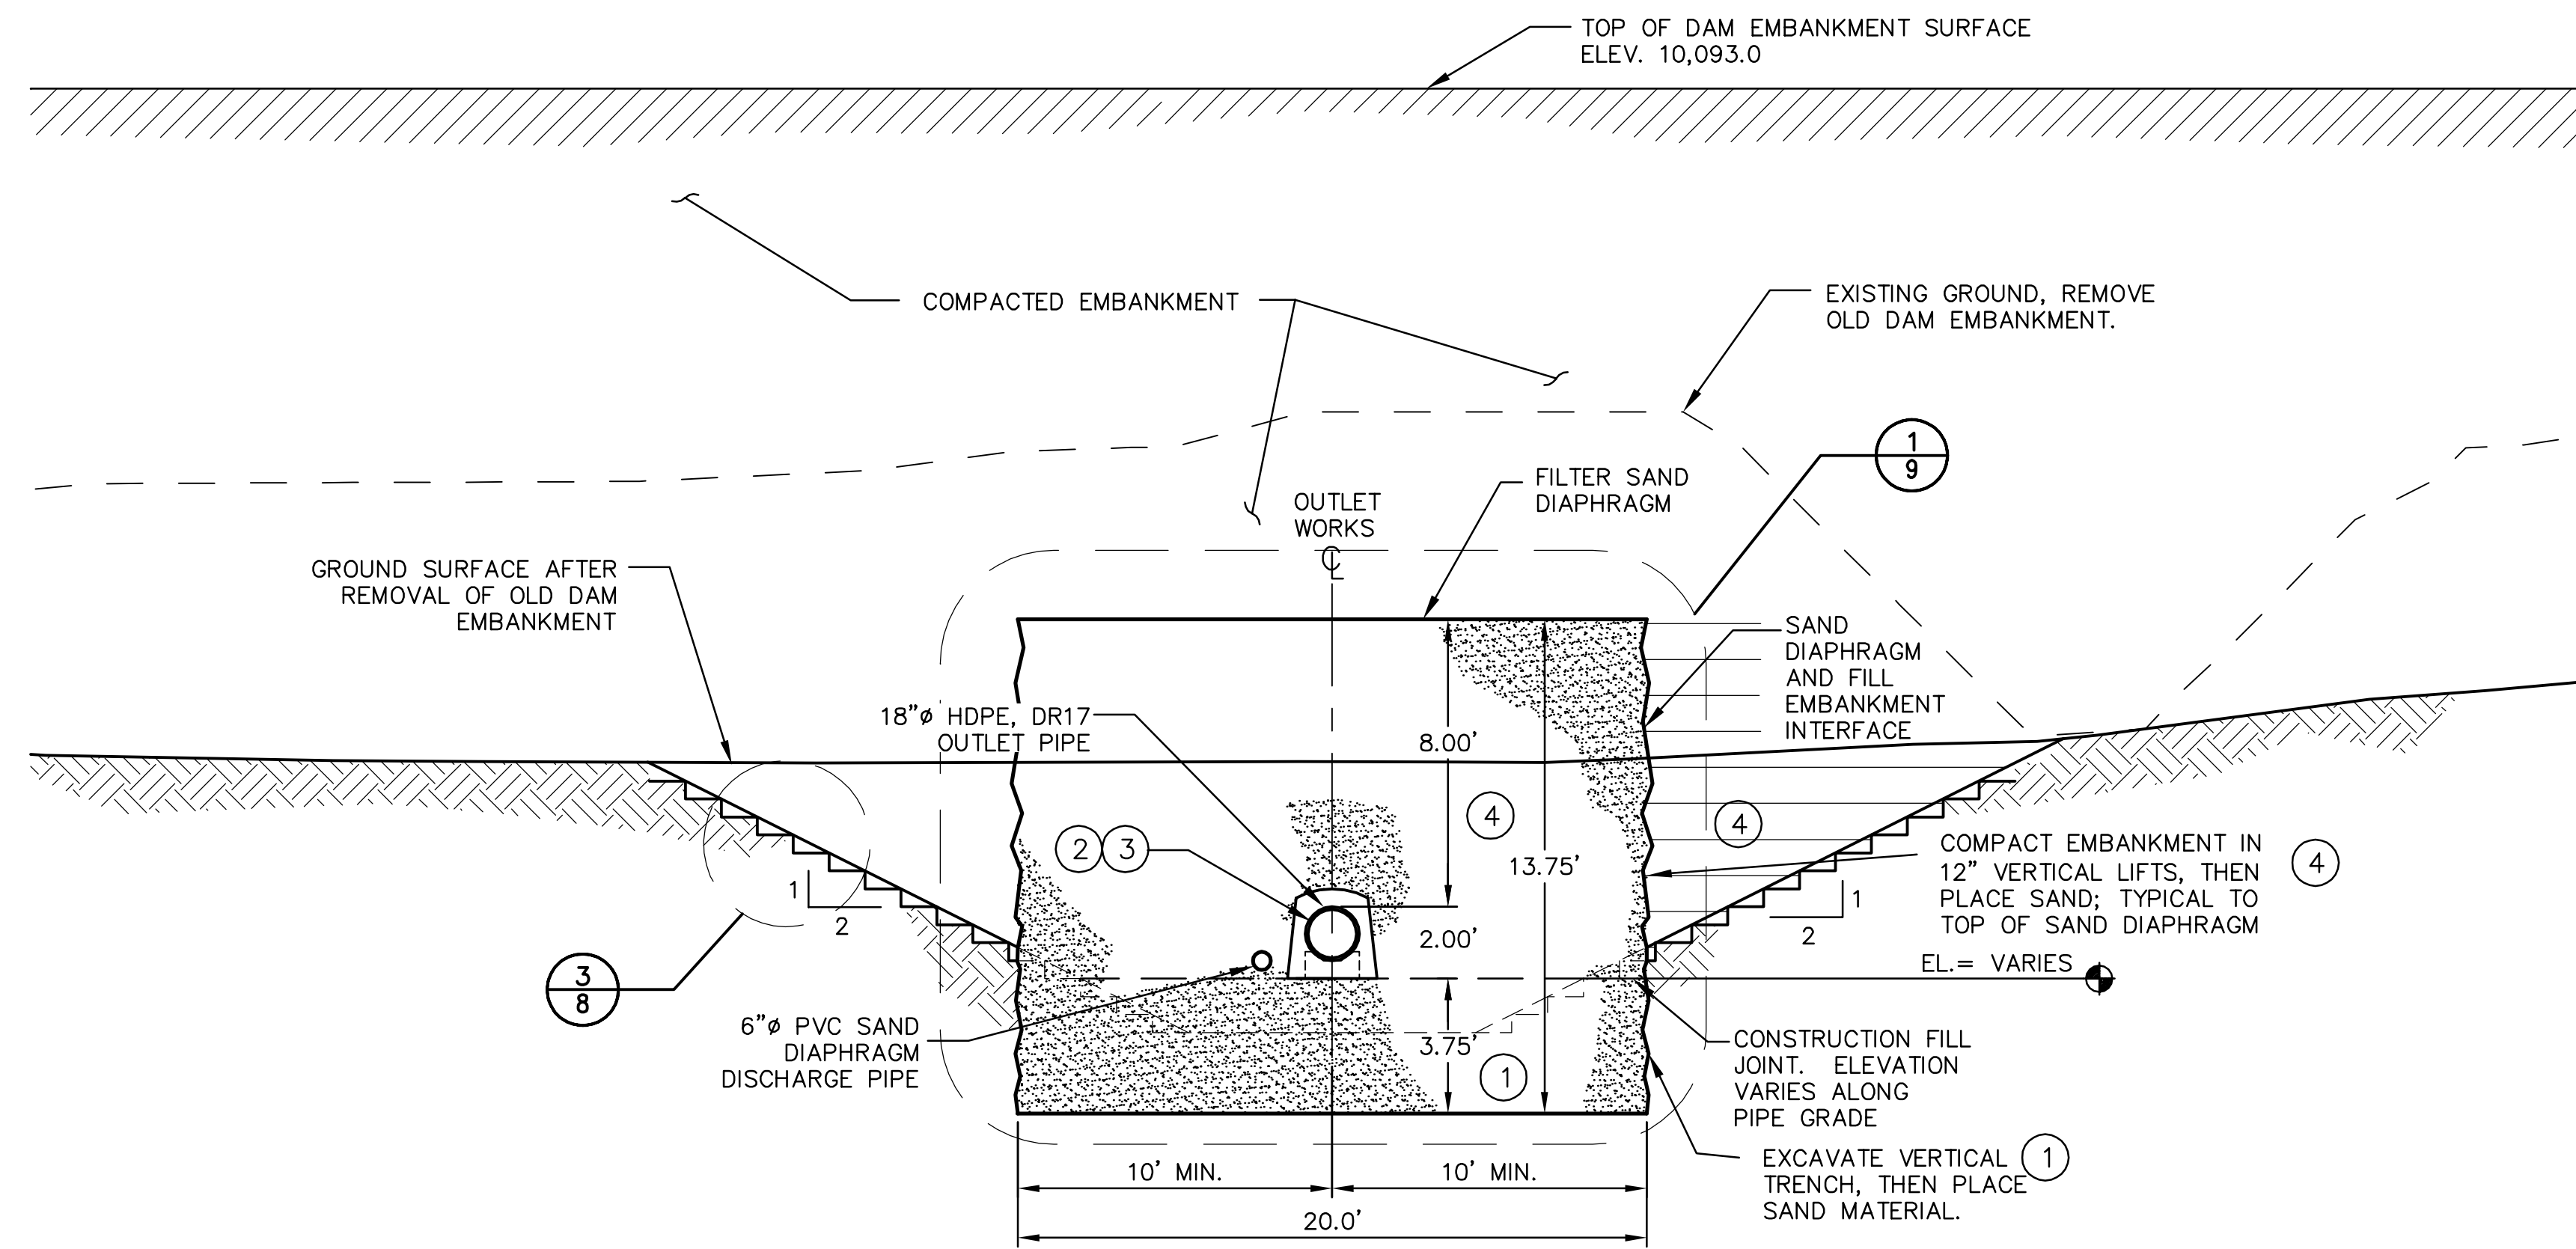 TOP OF DAM EMBANKMENT SURFACE
ELEV. 10,093.0
COMPACTED EMBANKMENT
EXISTING GROUND, REMOVE
OLD DAM EMBANKMENT.
1
9
FILTER SAND
DIAPHRAGM
OUTLET
WORKS
℄
GROUND SURFACE AFTER
REMOVAL OF OLD DAM
EMBANKMENT
SAND
DIAPHRAGM
AND FILL
EMBANKMENT
INTERFACE
18"ø HDPE, DR17
OUTLET PIPE
8.00'
4
4
2 3
13.75'
COMPACT EMBANKMENT IN
12" VERTICAL LIFTS, THEN
PLACE SAND; TYPICAL TO
TOP OF SAND DIAPHRAGM
4
1
2
1
2
2.00'
EL.= VARIES
3
8
6"ø PVC SAND
DIAPHRAGM
DISCHARGE PIPE
3.75'
1
CONSTRUCTION FILL
JOINT. ELEVATION
VARIES ALONG
PIPE GRADE
EXCAVATE VERTICAL
TRENCH, THEN PLACE
SAND MATERIAL.
1
10' MIN.
10' MIN.
20.0'